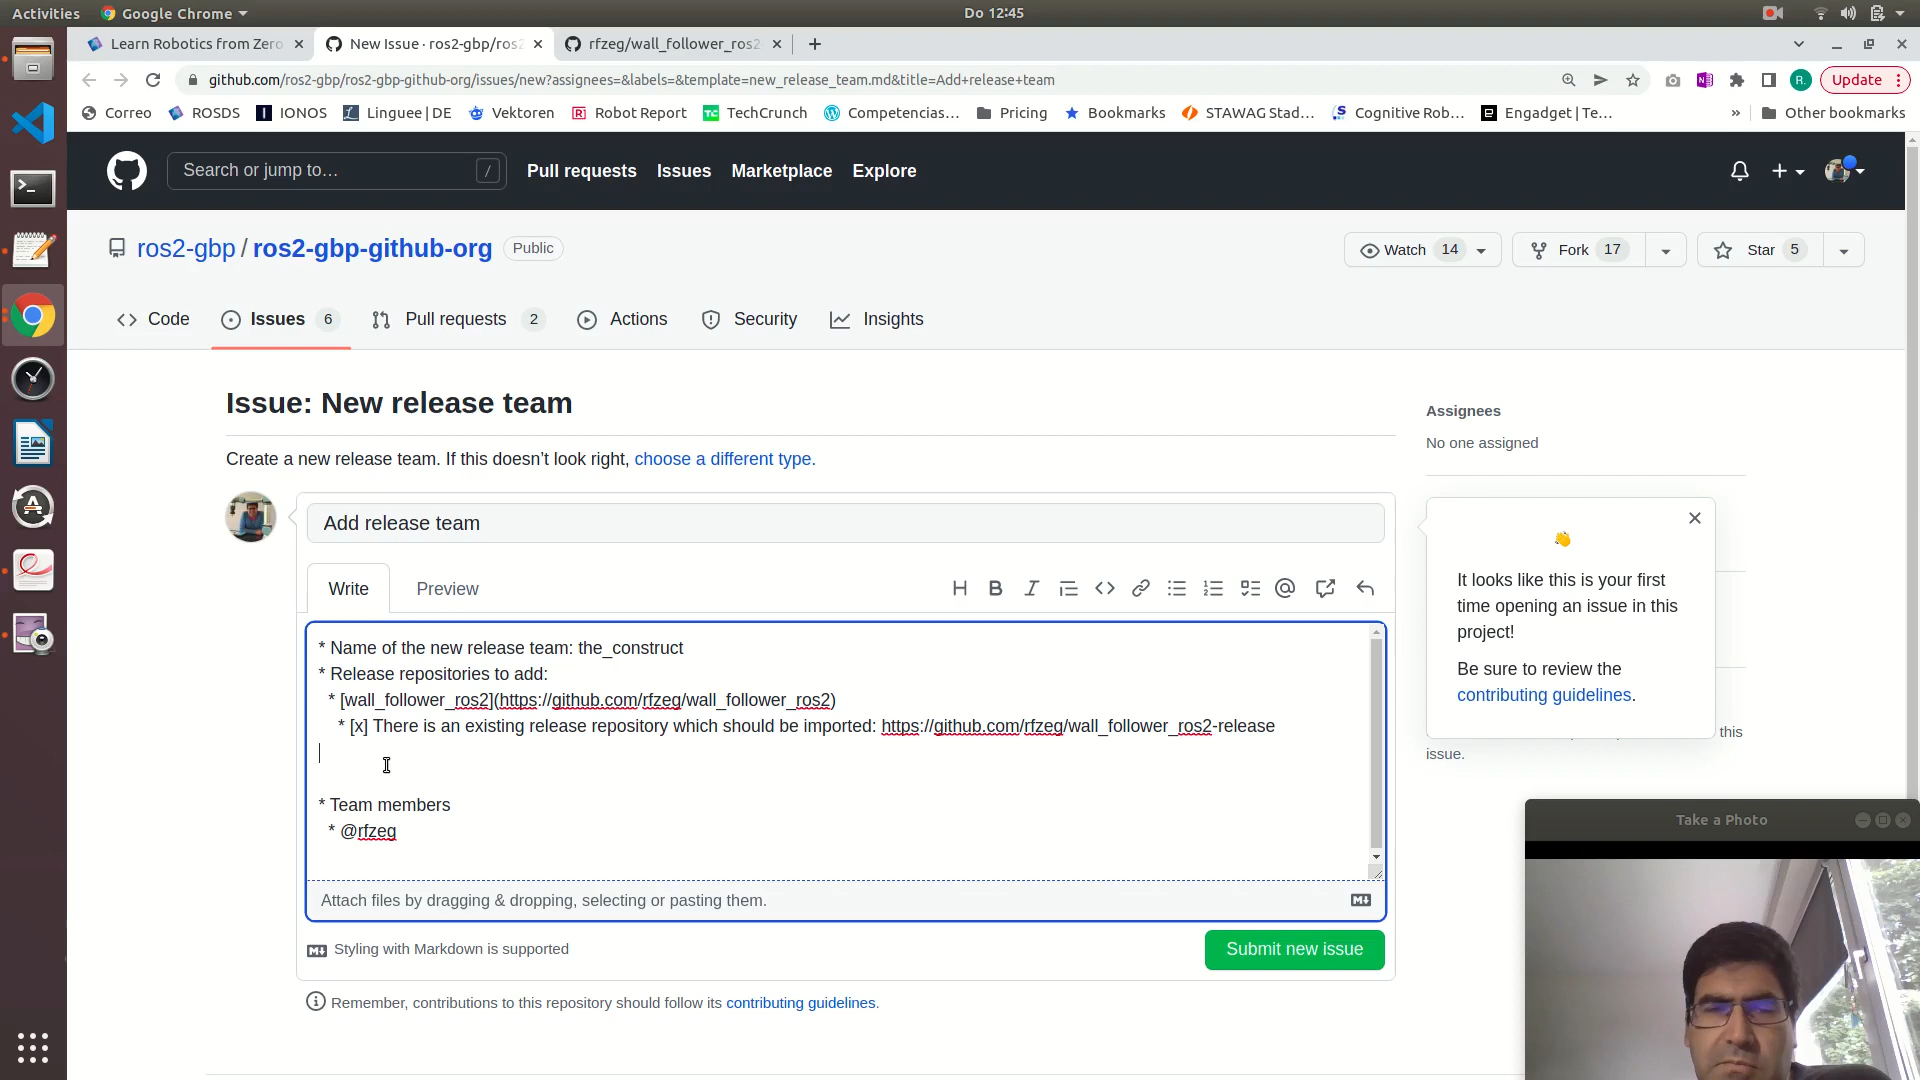 Activities
Google Chrome
Do 12:45
Learn Robotics from Zero
New Issue · ros2-gbp/ros2
rfzeg/wall_follower_ros2
github.com/ros2-gbp/ros2-gbp-github-org/issues/new?assignees=&labels=&template=new_release_team.md&title=Add+release+team
R.
Update
Correo
ROSDS
IONOS
Linguee | DE
Vektoren
Robot Report
TechCrunch
Competencias...
Pricing
Bookmarks
STAWAG Stad...
Cognitive Rob...
Engadget | Te...
»
Other bookmarks
Search or jump to...
/
Pull requests
Issues
Marketplace
Explore
ros2-gbp / ros2-gbp-github-org
Public
Watch 14
Fork 17
Star 5
Code
Issues 6
Pull requests 2
Actions
Security
Insights
Issue: New release team
Create a new release team. If this doesn't look right, choose a different type.
Add release team
Write
Preview
* Name of the new release team: the_construct
* Release repositories to add:
* [wall_follower_ros2](https://github.com/rfzeg/wall_follower_ros2)
* [x] There is an existing release repository which should be imported: https://github.com/rfzeg/wall_follower_ros2-release
* Team members
* @rfzeg
Attach files by dragging & dropping, selecting or pasting them.
Styling with Markdown is supported
Submit new issue
Remember, contributions to this repository should follow its contributing guidelines.
Assignees
No one assigned
It looks like this is your first
time opening an issue in this
project!
Be sure to review the
contributing guidelines.
this
issue.
Take a Photo